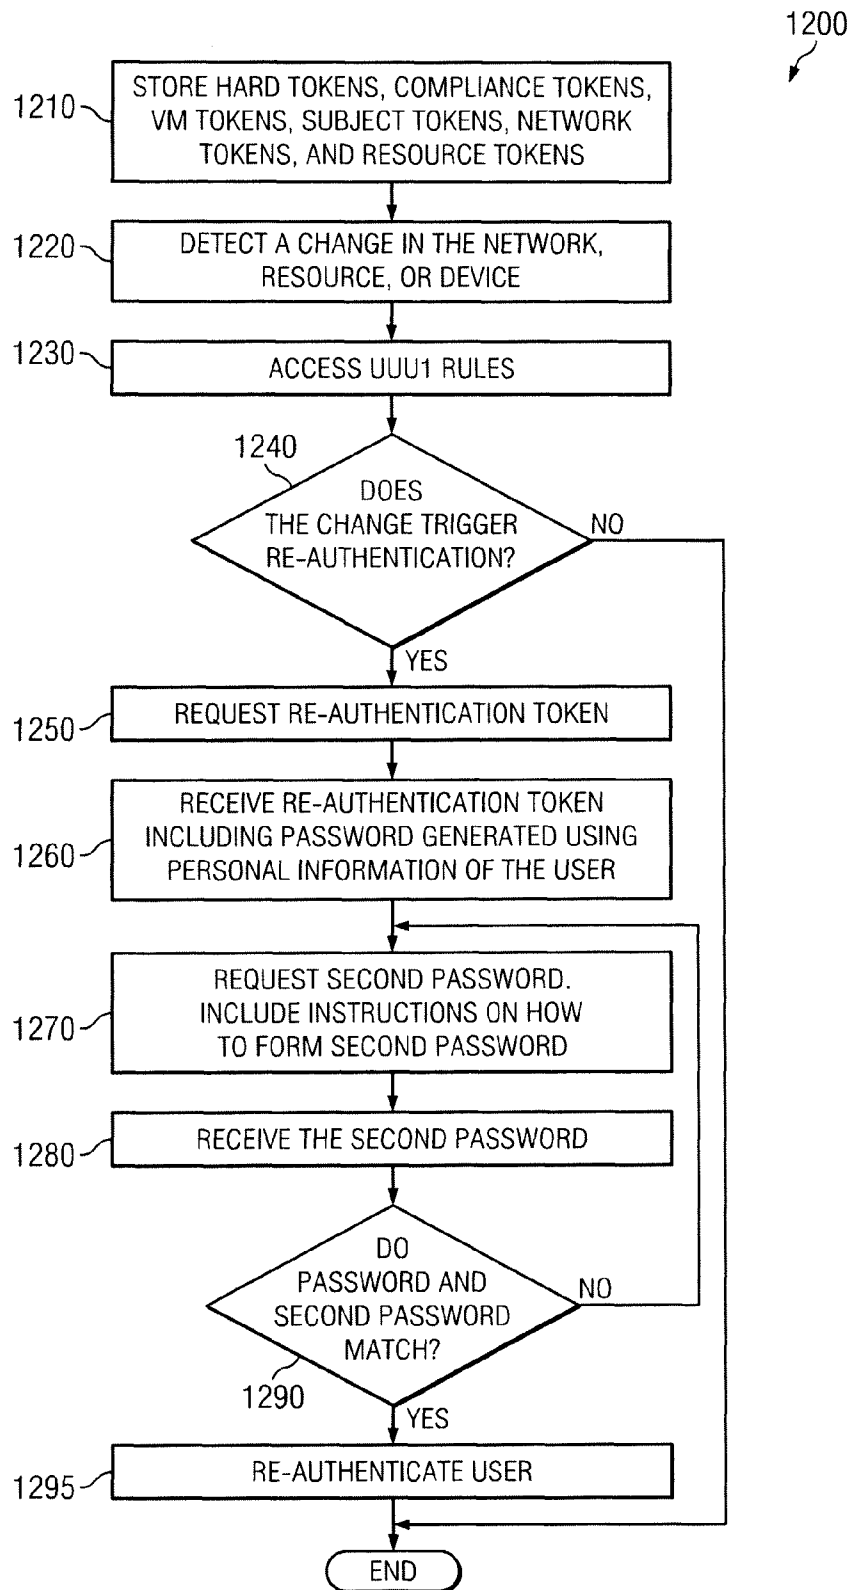 1200
1210
STORE HARD TOKENS, COMPLIANCE TOKENS,
VM TOKENS, SUBJECT TOKENS, NETWORK
TOKENS, AND RESOURCE TOKENS
1220
DETECT A CHANGE IN THE NETWORK,
RESOURCE, OR DEVICE
1230
ACCESS UUU1 RULES
1240
DOES
THE CHANGE TRIGGER
RE-AUTHENTICATION?
NO
YES
1250
REQUEST RE-AUTHENTICATION TOKEN
1260
RECEIVE RE-AUTHENTICATION TOKEN
INCLUDING PASSWORD GENERATED USING
PERSONAL INFORMATION OF THE USER
1270
REQUEST SECOND PASSWORD.
INCLUDE INSTRUCTIONS ON HOW
TO FORM SECOND PASSWORD
1280
RECEIVE THE SECOND PASSWORD
DO
PASSWORD AND
SECOND PASSWORD
MATCH?
NO
1290
YES
1295
RE-AUTHENTICATE USER
END